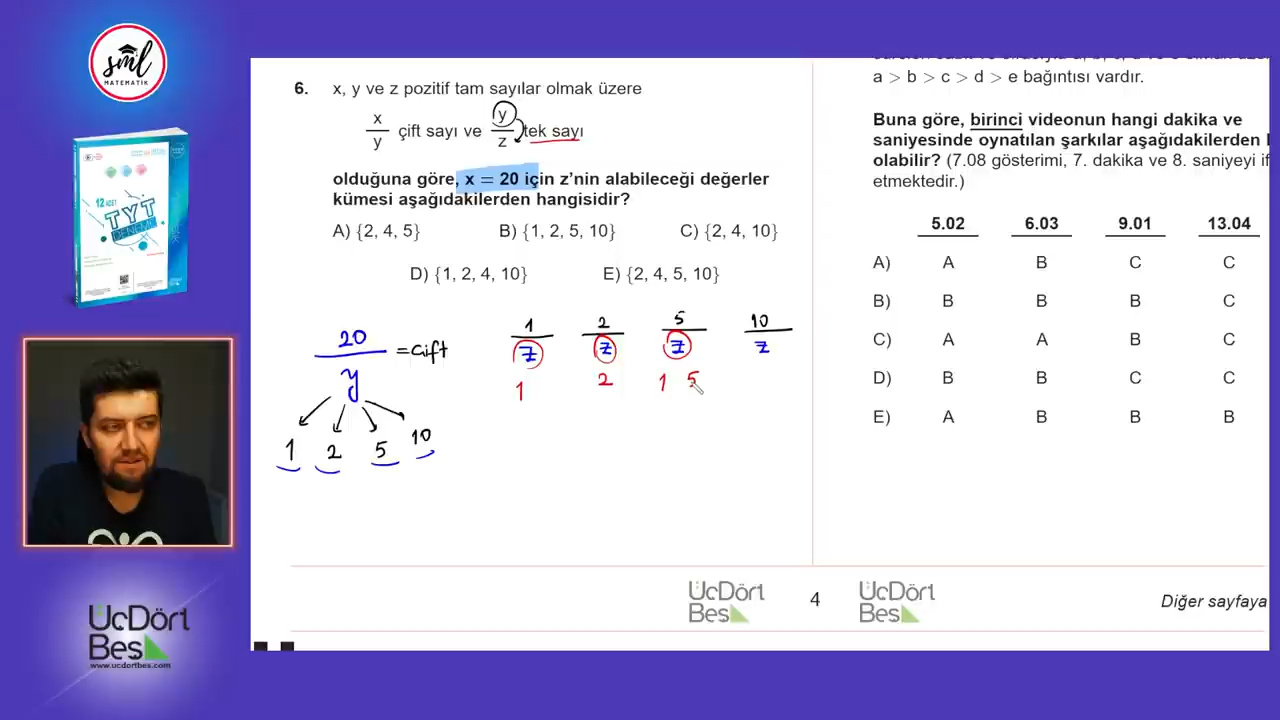 sml
MATEMATİK
12 ADET
TYT
DENEME
6. x, y ve z pozitif tam sayılar olmak üzere
x/y çift sayı ve y/z tek sayı
olduğuna göre, x = 20 için z'nin alabileceği değerler
kümesi aşağıdakilerden hangisidir?
A) {2, 4, 5} B) {1, 2, 5, 10} C) {2, 4, 10}
D) {1, 2, 4, 10} E) {2, 4, 5, 10}
20/y = Çift
1 2 5 10
1/z 2/z 5/z 10/z
1 2 1 5
a > b > c > d > e bağıntısı vardır.
Buna göre, birinci videonun hangi dakika ve
saniyesinde oynatılan şarkılar aşağıdakilerden
olabilir? (7.08 gösterimi, 7. dakika ve 8. saniyeyi
etmektedir.)
5.02 6.03 9.01 13.04
A) A B C C
B) B B B C
C) A A B C
D) B B C C
E) A B B B
ÜçDört
Beş
4
ÜçDört
Beş
Diğer sayfaya
ÜçDört
Beş
www.ucdortbes.com